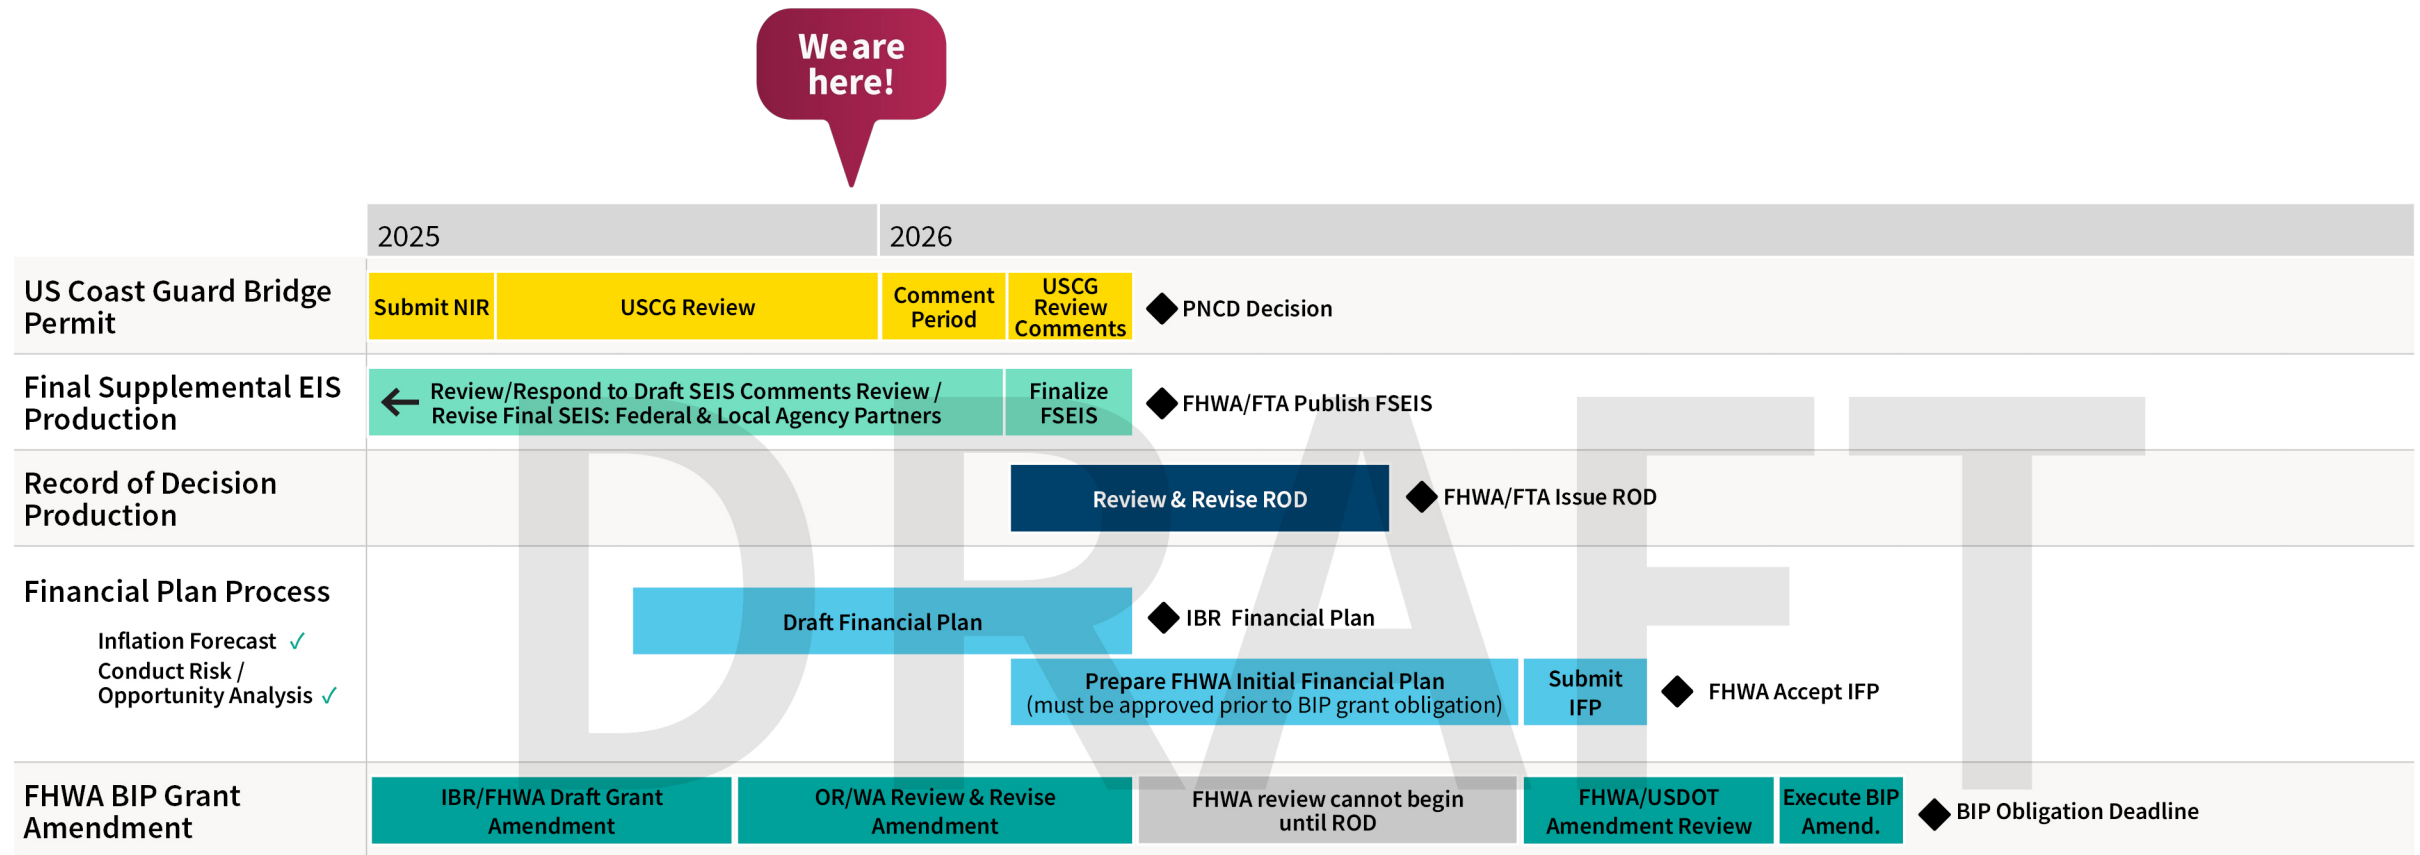 We are
here!
2025
2026
US Coast Guard Bridge
Permit
Submit NIR
USCG Review
Comment
Period
USCG
Review
Comments
PNCD Decision
Final Supplemental EIS
Production
Review/Respond to Draft SEIS Comments Review /
Revise Final SEIS: Federal & Local Agency Partners
Finalize
FSEIS
FHWA/FTA Publish FSEIS
Record of Decision
Production
Review & Revise ROD
FHWA/FTA Issue ROD
Financial Plan Process
Inflation Forecast ✓
Conduct Risk /
Opportunity Analysis ✓
Draft Financial Plan
IBR Financial Plan
Prepare FHWA Initial Financial Plan
(must be approved prior to BIP grant obligation)
Submit
IFP
FHWA Accept IFP
FHWA BIP Grant
Amendment
IBR/FHWA Draft Grant
Amendment
OR/WA Review & Revise
Amendment
FHWA review cannot begin
until ROD
FHWA/USDOT
Amendment Review
Execute BIP
Amend.
BIP Obligation Deadline
DRAFT